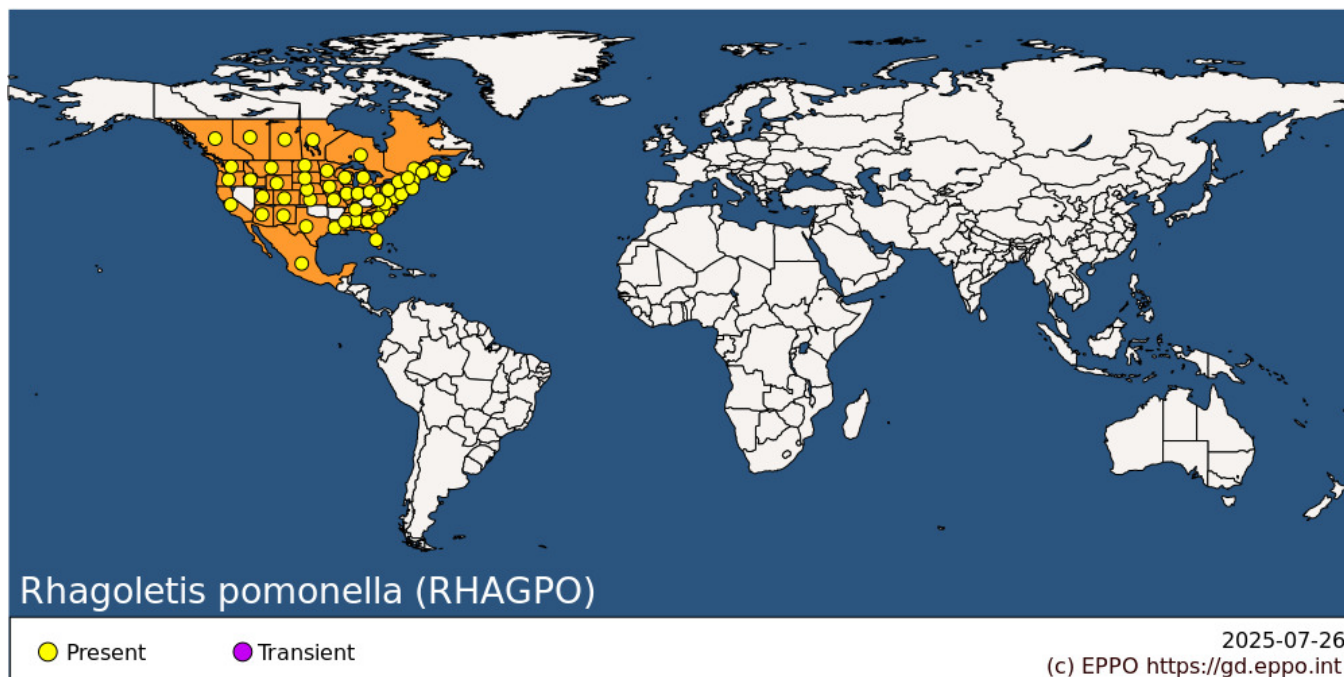 Rhagoletis pomonella (RHAGPO)
Present
Transient
2025-07-26
(c) EPPO https://gd.eppo.int